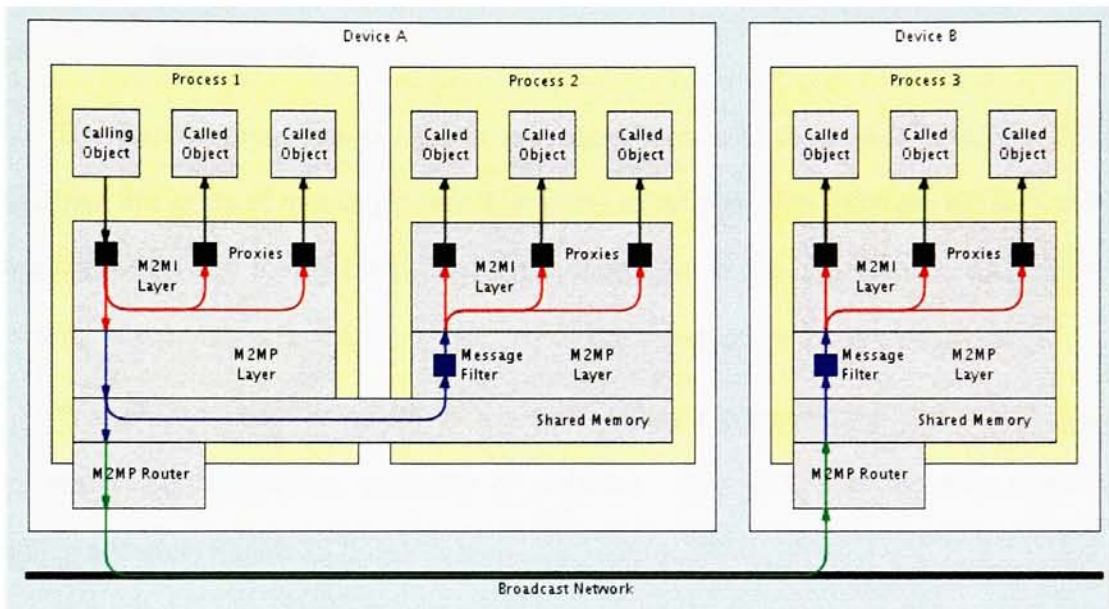 Device A
Device B
Process 1
Process 2
Process 3
Calling
Object
Called
Object
Called
Object
Called
Object
Called
Object
Called
Object
Called
Object
Called
Object
Called
Object
M2MI
Layer
Proxies
M2MI
Layer
Proxies
M2MI
Layer
Proxies
M2MP
Layer
Message
Filter
M2MP
Layer
Message
Filter
M2MP
Layer
Shared Memory
Shared Memory
M2MP Router
M2MP Router
Broadcast Network